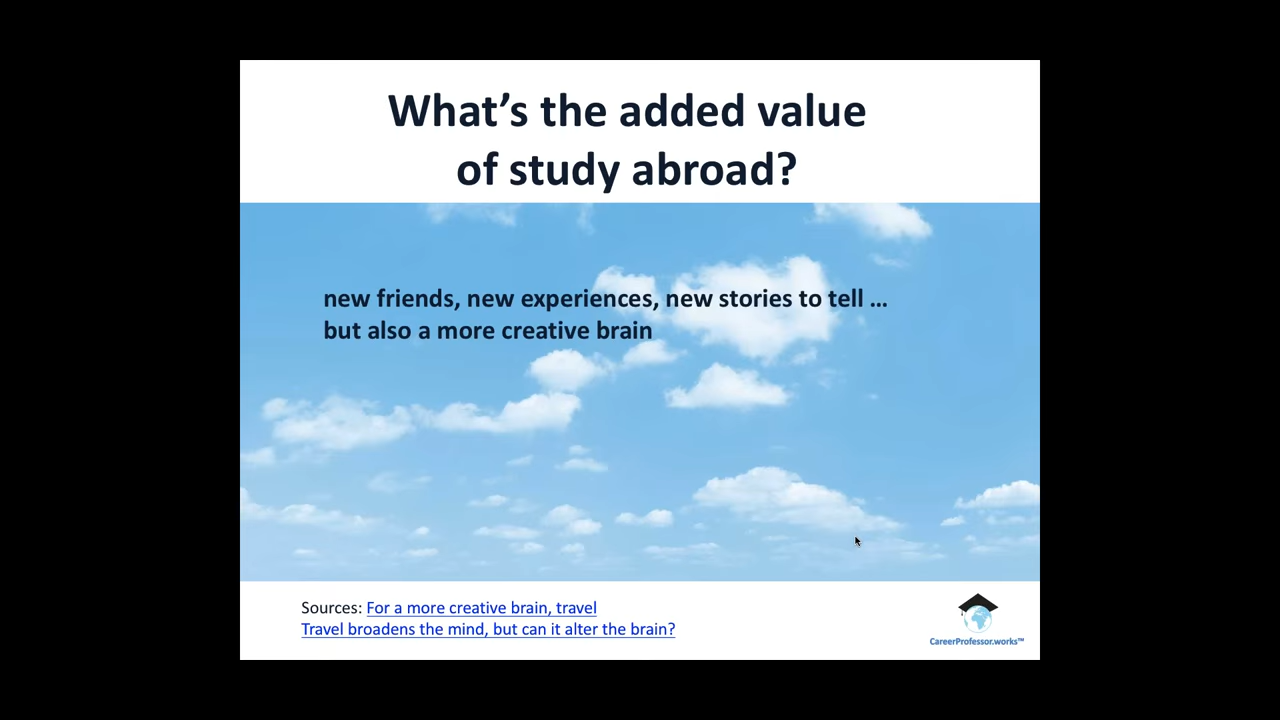 What’s the added value
of study abroad?
new friends, new experiences, new stories to tell …
but also a more creative brain
Sources: For a more creative brain, travel
Travel broadens the mind, but can it alter the brain?
CareerProfessor.works™